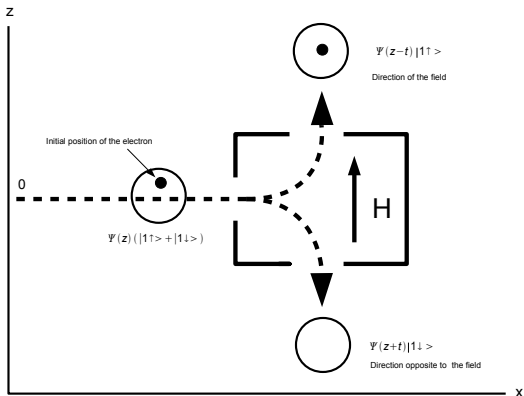 z
Ψ(z−t)|1↑>
Direction of the field
Initial position of the electron
0
H
Ψ(z)(|1↑>+|1↓>)
Ψ(z+t)|1↓>
Direction opposite to the field
x